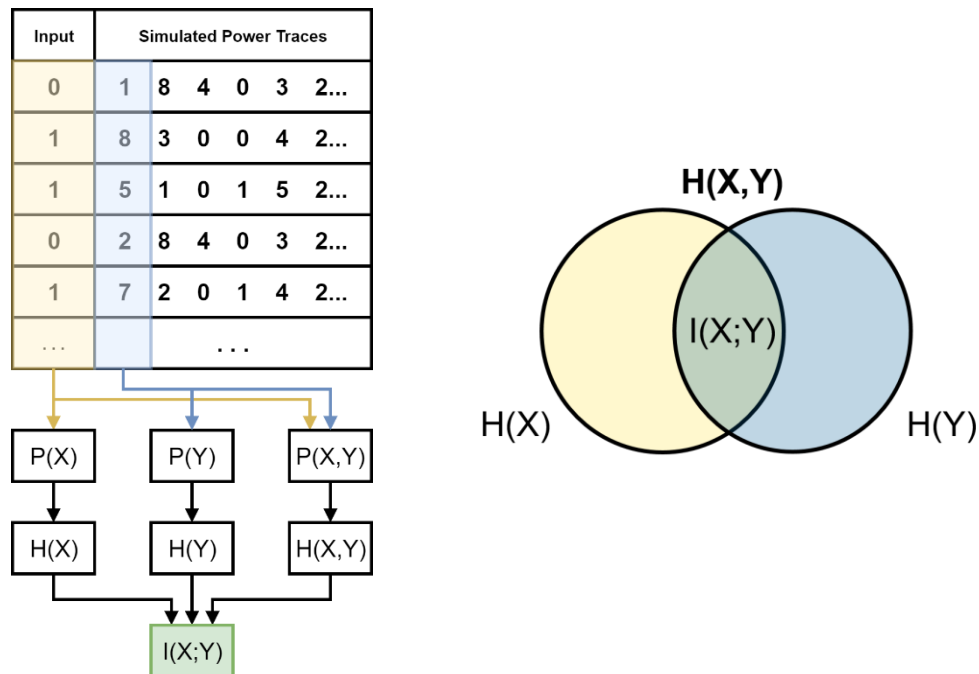 Input Simulated Power Traces
0 1 8 4 0 3 2...
1 8 3 0 0 4 2...
1 5 1 0 1 5 2...
0 2 8 4 0 3 2...
1 7 2 0 1 4 2...
... ...
P(X) P(Y) P(X,Y)
H(X) H(Y) H(X,Y)
I(X;Y)
H(X,Y)
I(X;Y)
H(X) H(Y)